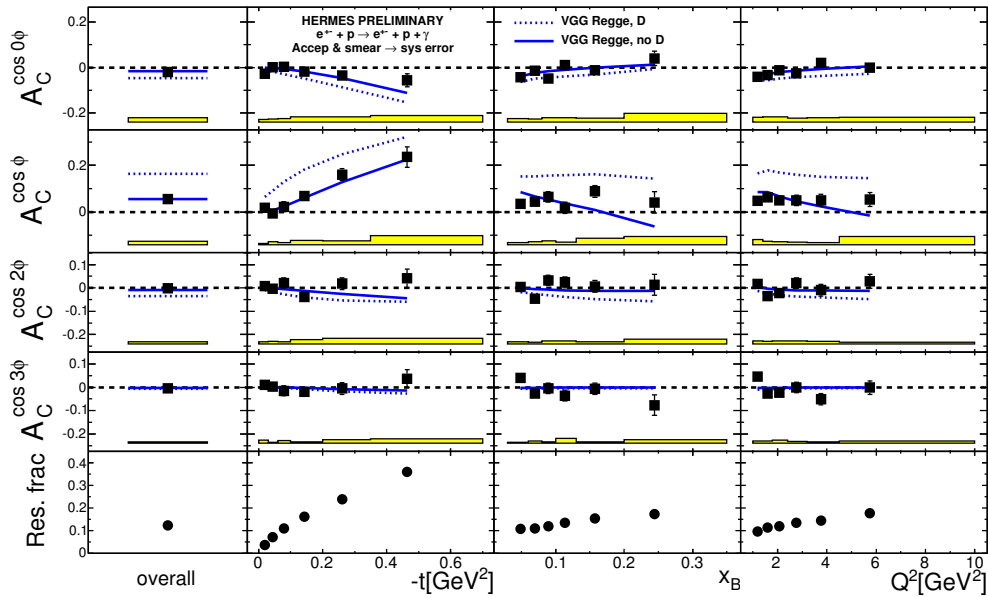 HERMES PRELIMINARY
e⁺⁻ + p → e⁺⁻ + p + γ
Accep & smear → sys error
VGG Regge, D
VGG Regge, no D
A_C^{cos 0ϕ}
0
-0.2
A_C^{cos ϕ}
0.2
0
A_C^{cos 2ϕ}
0.1
0
-0.1
-0.2
A_C^{cos 3ϕ}
0.1
0
-0.1
-0.2
Res. frac
0.4
0.3
0.2
0.1
0
overall
0 0.2 0.4 0.6
-t[GeV²]
0.1 0.2 0.3
x_B
2 4 6 8 10
Q²[GeV²]